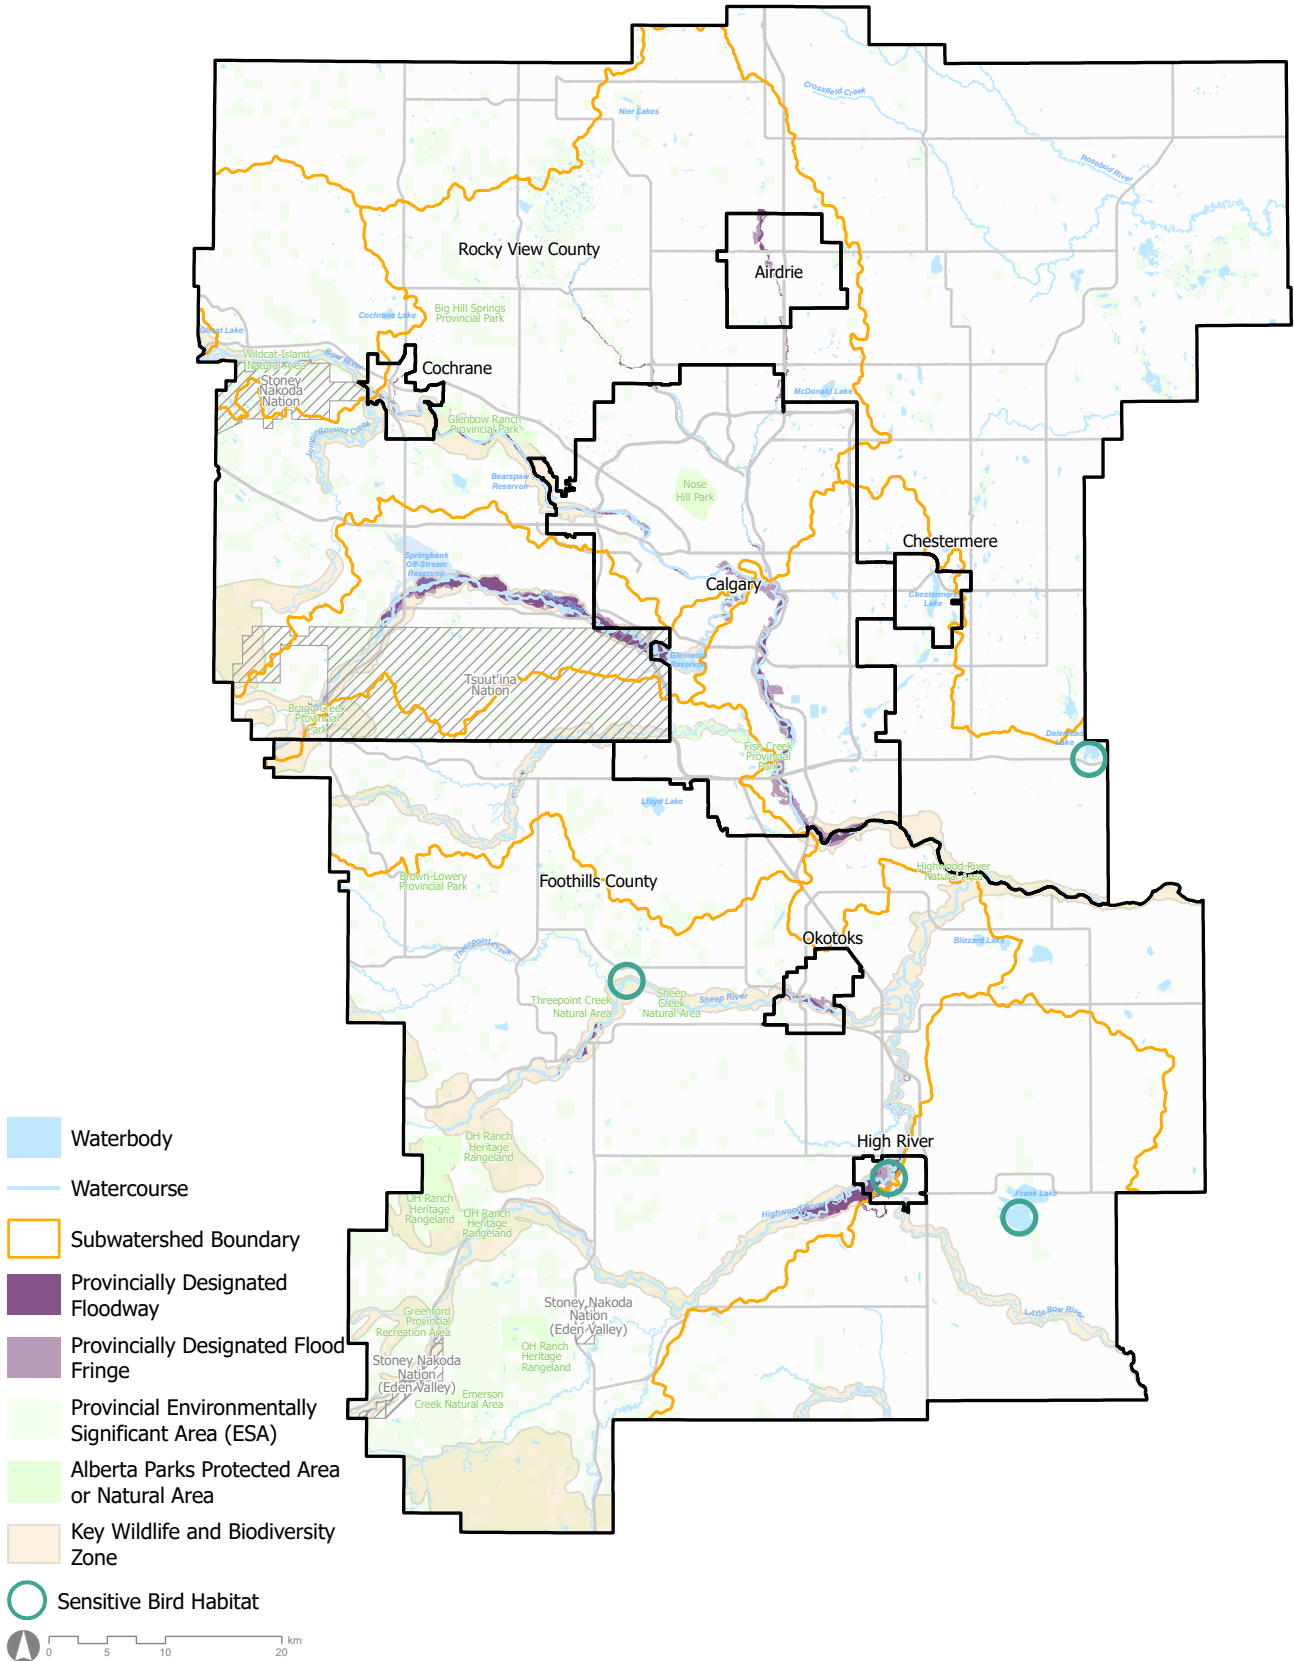 Crossfield Creek
Nier Lakes
Rosebud River
Rocky View County
Airdrie
Big Hill Springs
Provincial Park
Cochrane Lake
Ghost Lake
Wildcat Island
Natural Area
Bow River
Stoney
Nakoda
Nation
Cochrane
McDonald Lake
Glenbow Ranch
Provincial Park
Jumpingpound Creek
Bearspaw
Reservoir
Nose
Hill Park
Springbank
Off-Stream
Reservoir
Chestermere
Calgary
Chestermere
Lake
Glenmore
Reservoir
Tsuut'ina
Nation
Bragg Creek
Provincial
Park
Dalemead
Lake
Fish Creek
Provincial
Park
Lloyd Lake
Highwood River
Natural Area
Brown-Lowery
Provincial Park
Foothills County
Okotoks
Threepoint Creek
Blizzard Lake
Threepoint Creek
Natural Area
Sheep
Creek
Natural Area
Sheep River
High River
OH Ranch
Heritage
Rangeland
OH Ranch
Heritage
Rangeland
OH Ranch
Heritage
Rangeland
Highwood River
Frank Lake
Little Bow River
Stoney Nakoda
Nation
(Eden Valley)
Greenford
Provincial
Recreation Area
OH Ranch
Heritage
Rangeland
Stoney Nakoda
Nation
(Eden Valley)
Emerson
Creek Natural Area
Waterbody
Watercourse
Subwatershed Boundary
Provincially Designated
Floodway
Provincially Designated Flood
Fringe
Provincial Environmentally
Significant Area (ESA)
Alberta Parks Protected Area
or Natural Area
Key Wildlife and Biodiversity
Zone
Sensitive Bird Habitat
km
0 5 10 20